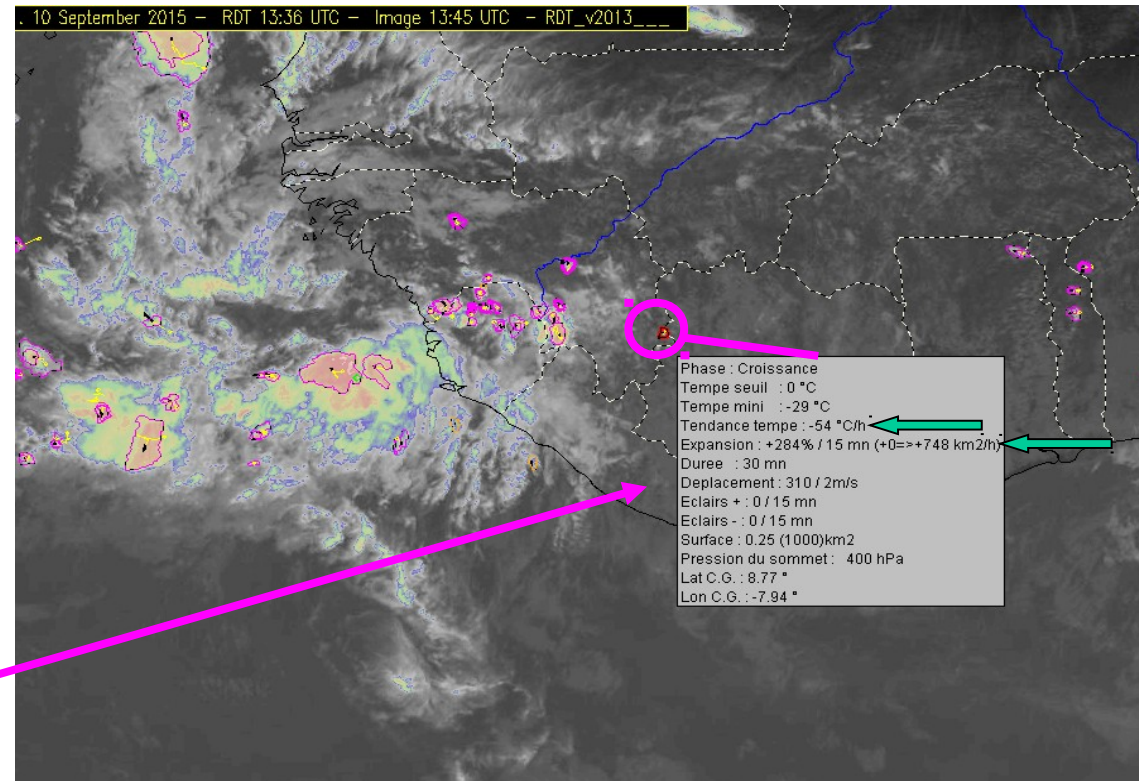 . 10 September 2015 – RDT 13:36 UTC – Image 13:45 UTC – RDT_v2013___
Phase : Croissance
Tempe seuil : 0 °C
Tempe mini : -29 °C
Tendance tempe : -54 °C/h
Expansion : +284% / 15 mn (+0=>+748 km2/h)
Duree : 30 mn
Deplacement : 310 / 2m/s
Eclairs + : 0 / 15 mn
Eclairs - : 0 / 15 mn
Surface : 0.25 (1000)km2
Pression du sommet : 400 hPa
Lat C.G. : 8.77 °
Lon C.G. : -7.94 °